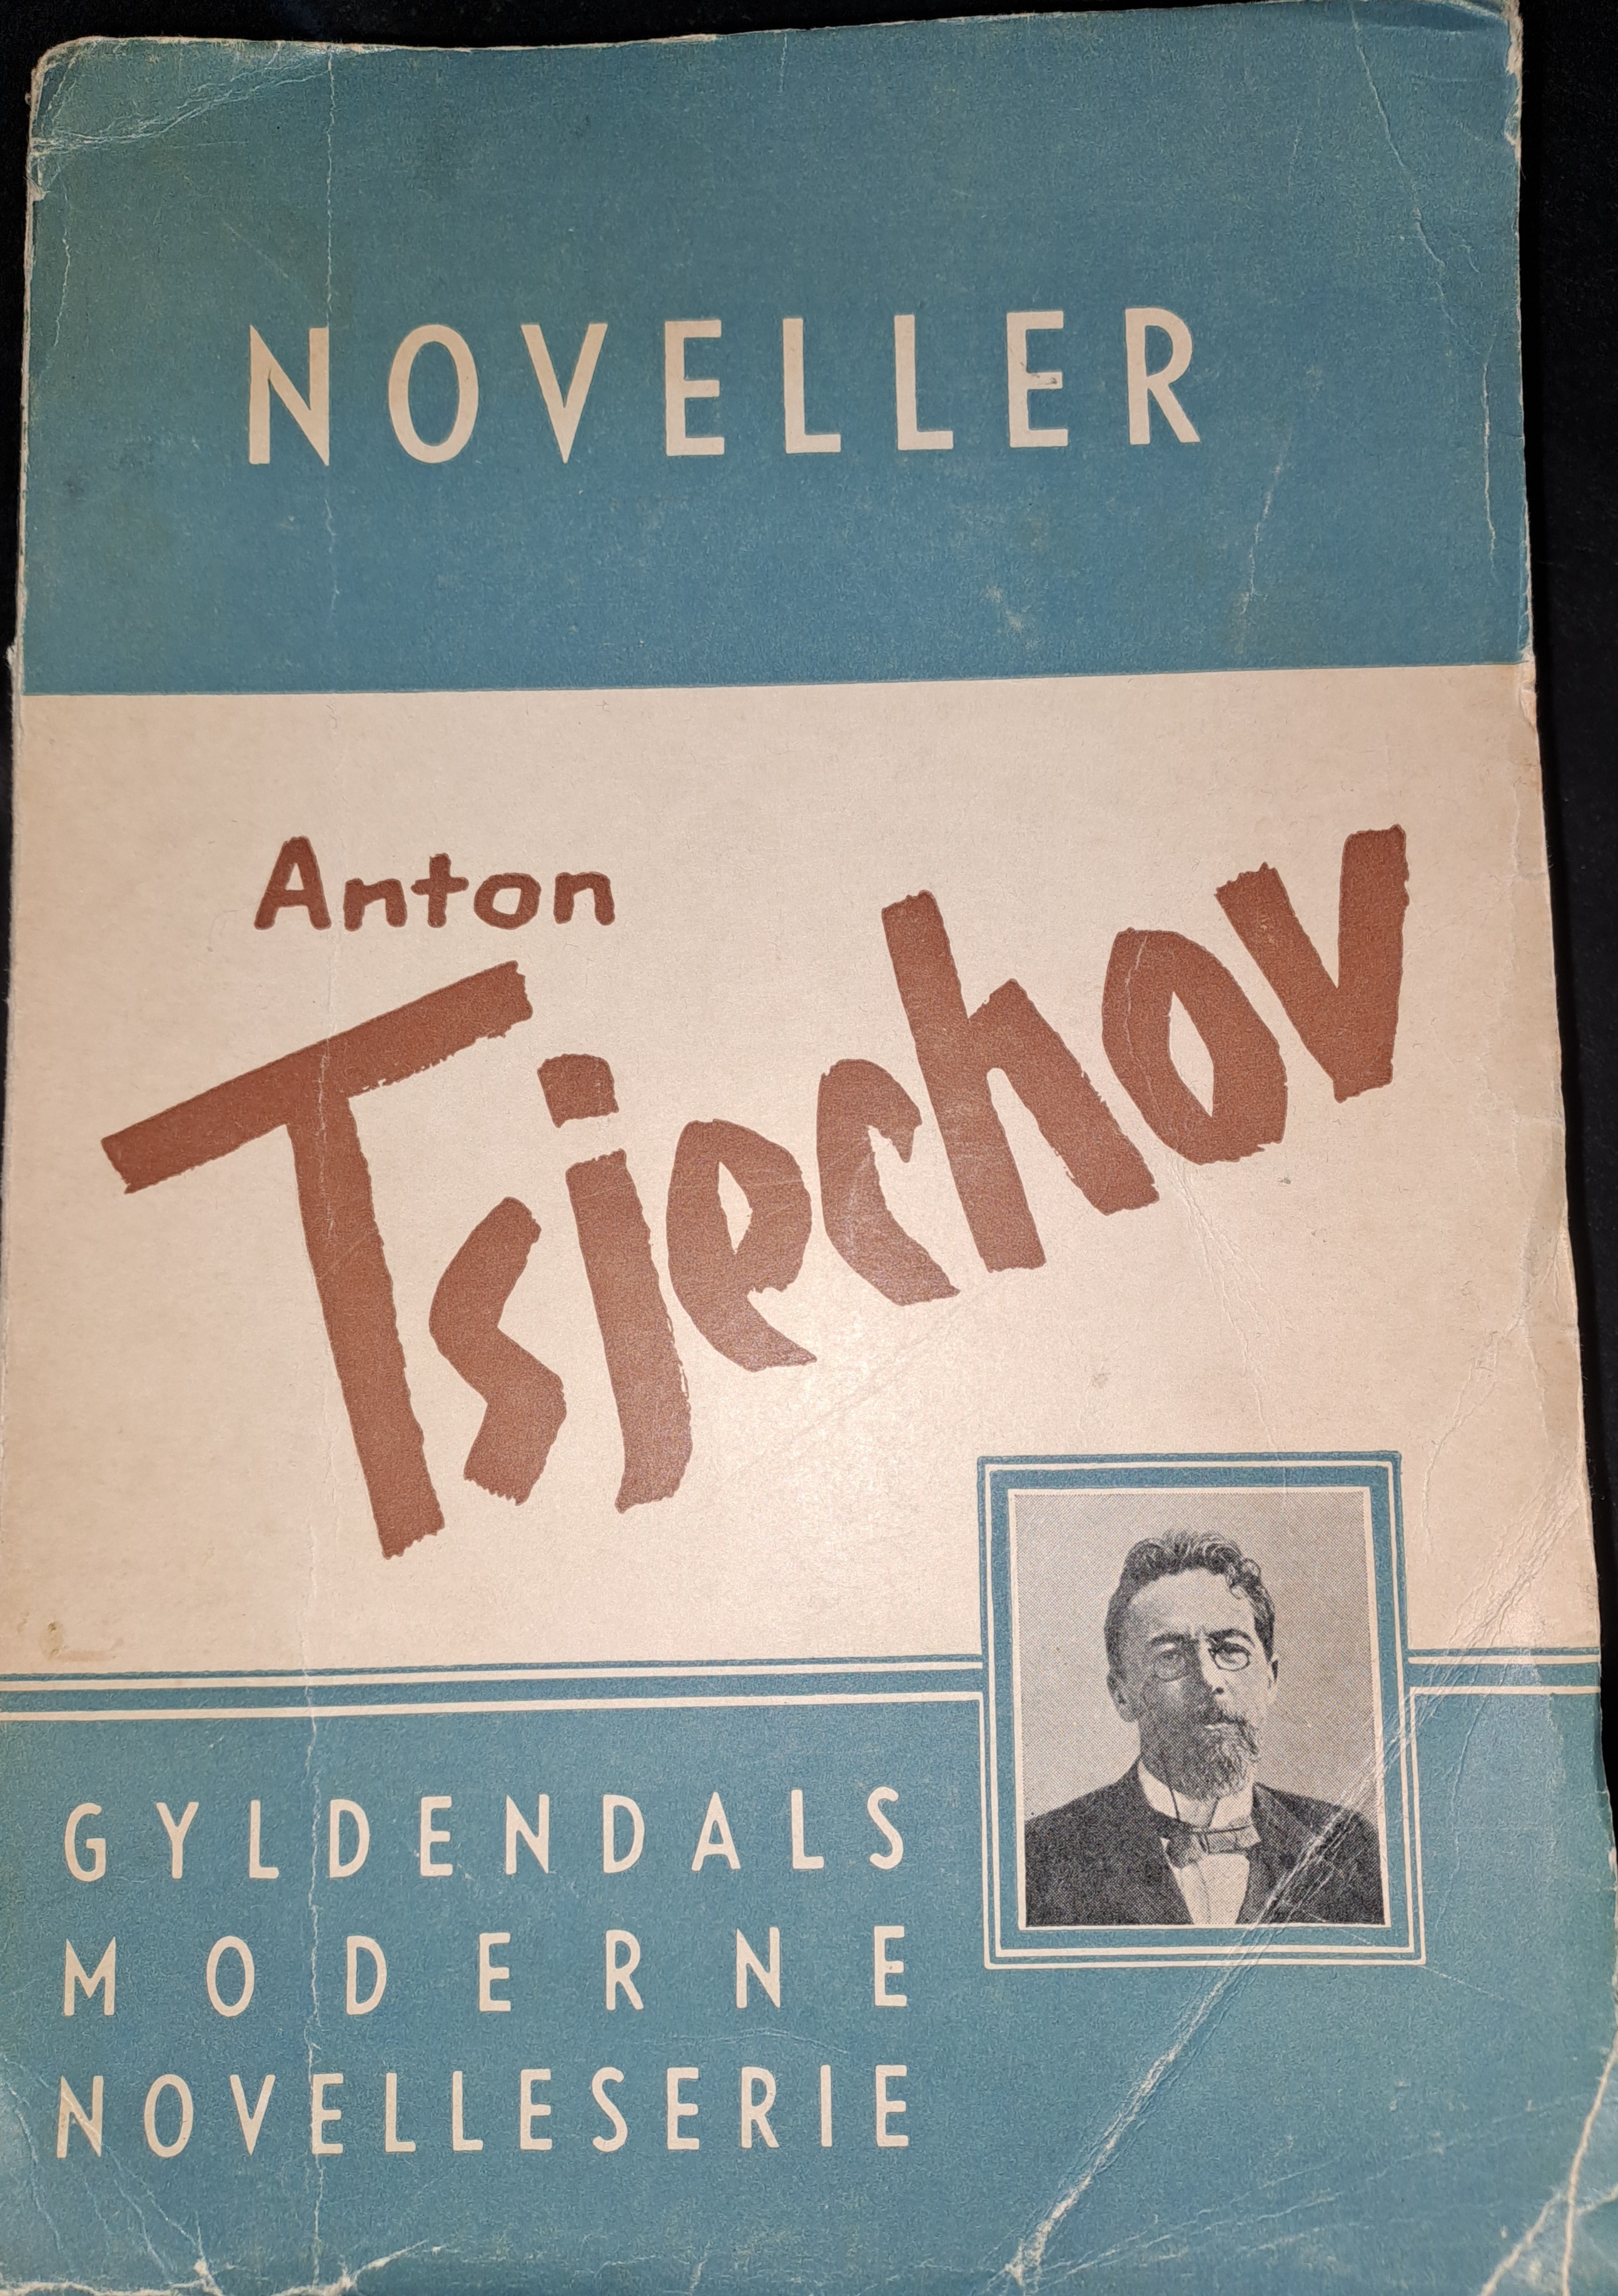 NOVELLER
Anton
Tsjechov
GYLDENDALS
MODERNE
NOVELLESERIE